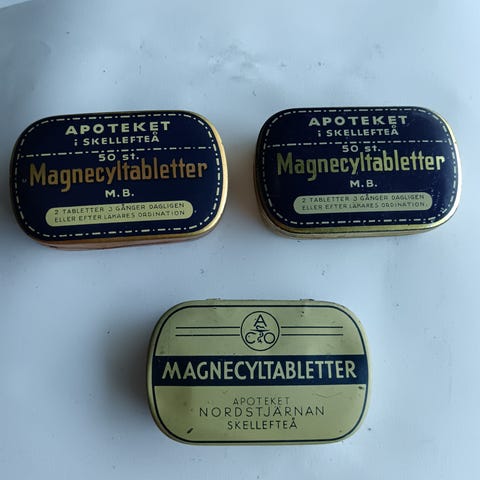 APOTEKET
i SKELLEFTEÅ
50 st.
Magnecyltabletter
M.B.
2 TABLETTER 3 GÅNGER DAGLIGEN
ELLER EFTER LÄKARES ORDINATION.
APOTEKET
i SKELLEFTEÅ
50 st.
Magnecyltabletter
M.B.
2 TABLETTER 3 GÅNGER DAGLIGEN
ELLER EFTER LÄKARES ORDINATION.
ACO
MAGNECYLTABLETTER
APOTEKET
NORDSTJÄRNAN
SKELLEFTEÅ